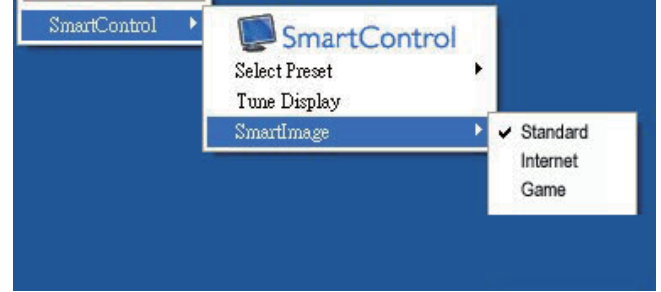 SmartControl
SmartControl
Select Preset
Tune Display
SmartImage
Standard
Internet
Game